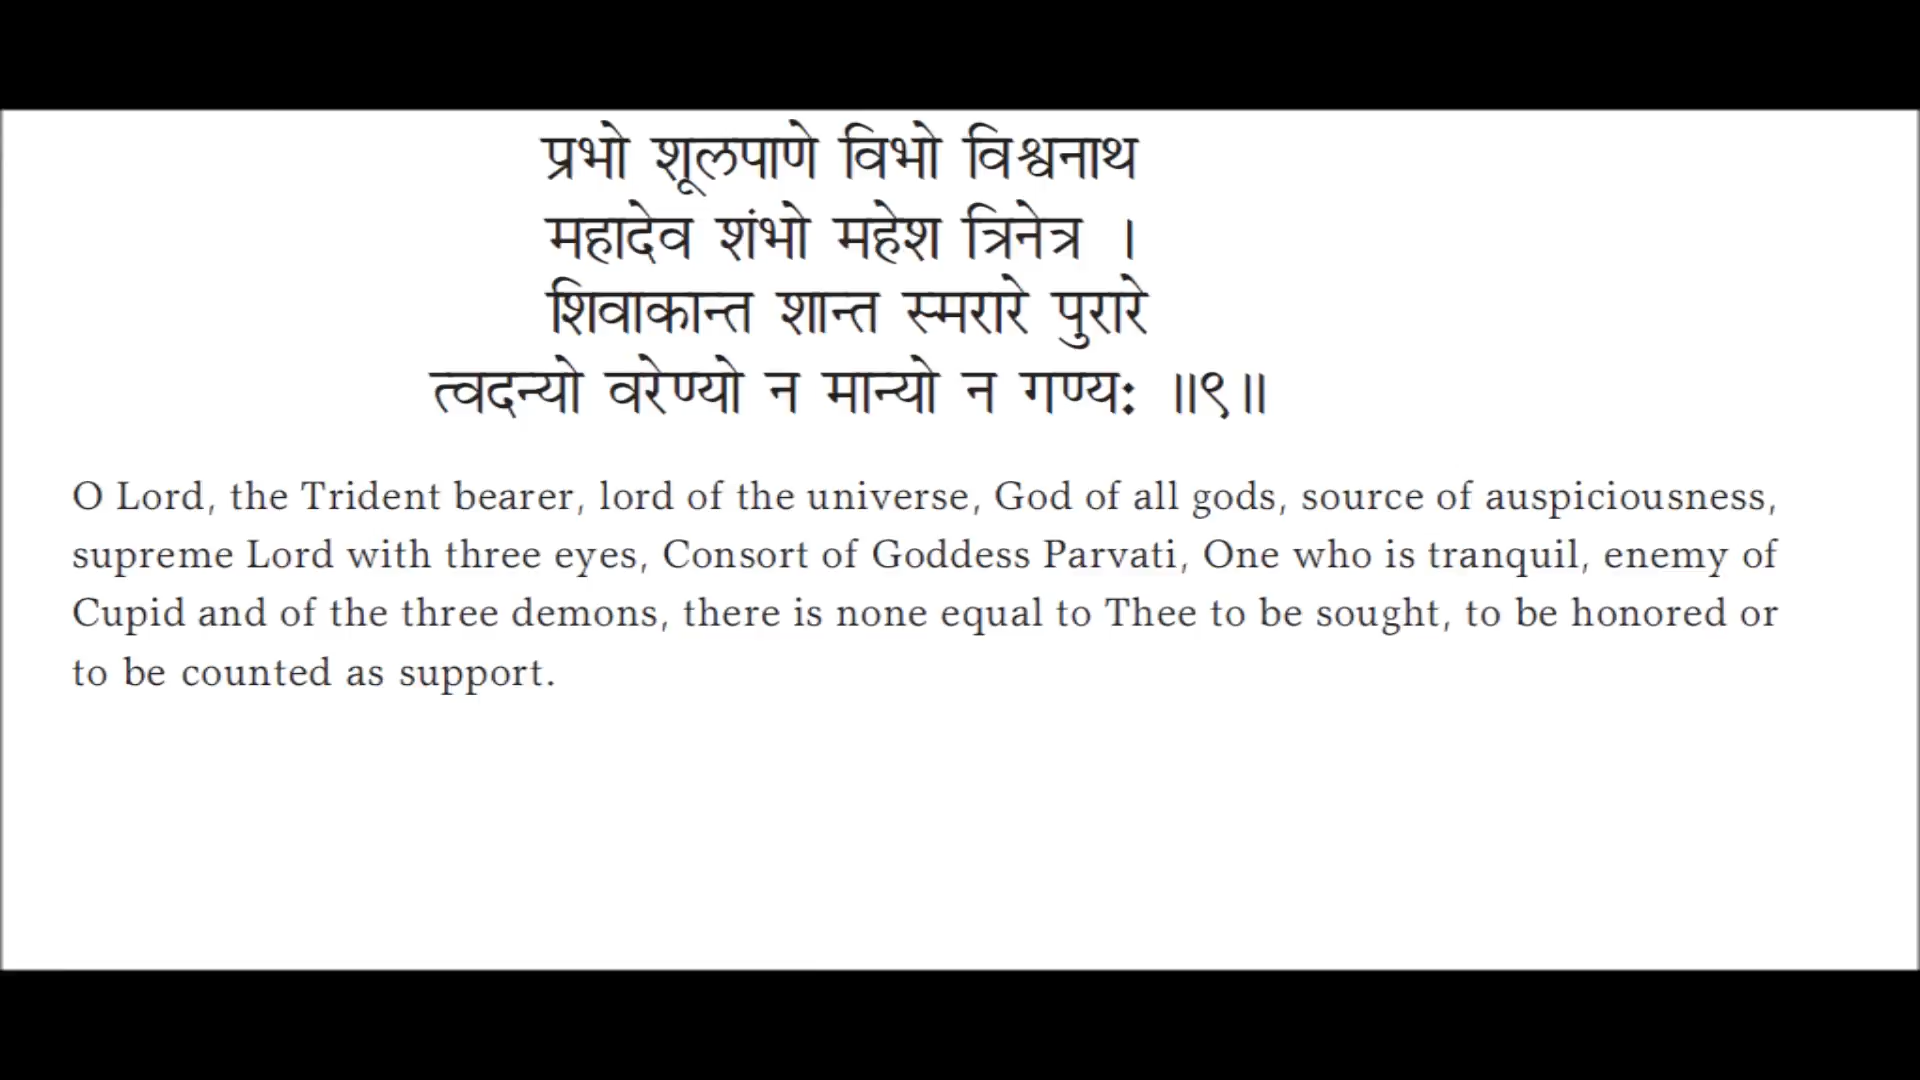 प्रभो शूलपाणे विभो विश्वनाथ
महादेव शंभो महेश त्रिनेत्र ।
शिवाकान्त शान्त स्मरारे पुरारे
त्वदन्यो वरेण्यो न मान्यो न गण्यः ॥९॥
O Lord, the Trident bearer, lord of the universe, God of all gods, source of auspiciousness,
supreme Lord with three eyes, Consort of Goddess Parvati, One who is tranquil, enemy of
Cupid and of the three demons, there is none equal to Thee to be sought, to be honored or
to be counted as support.